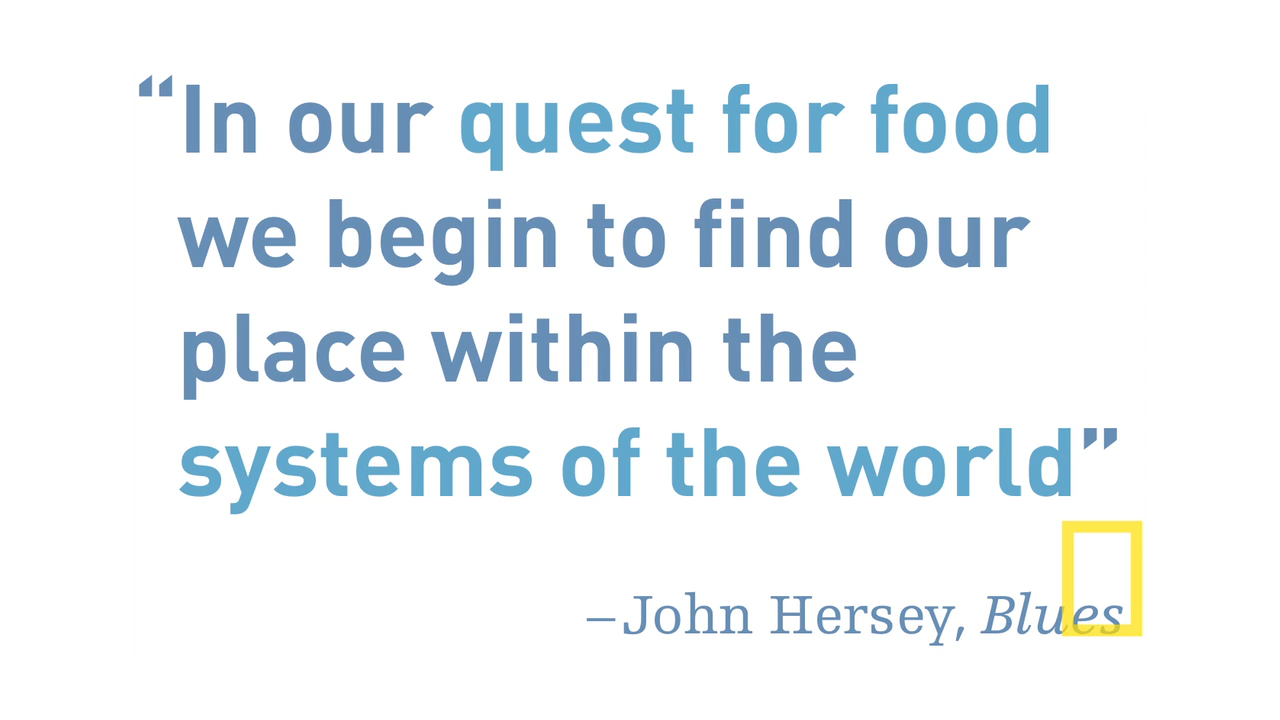 “In our quest for food
we begin to find our
place within the
systems of the world”
–John Hersey, Blues